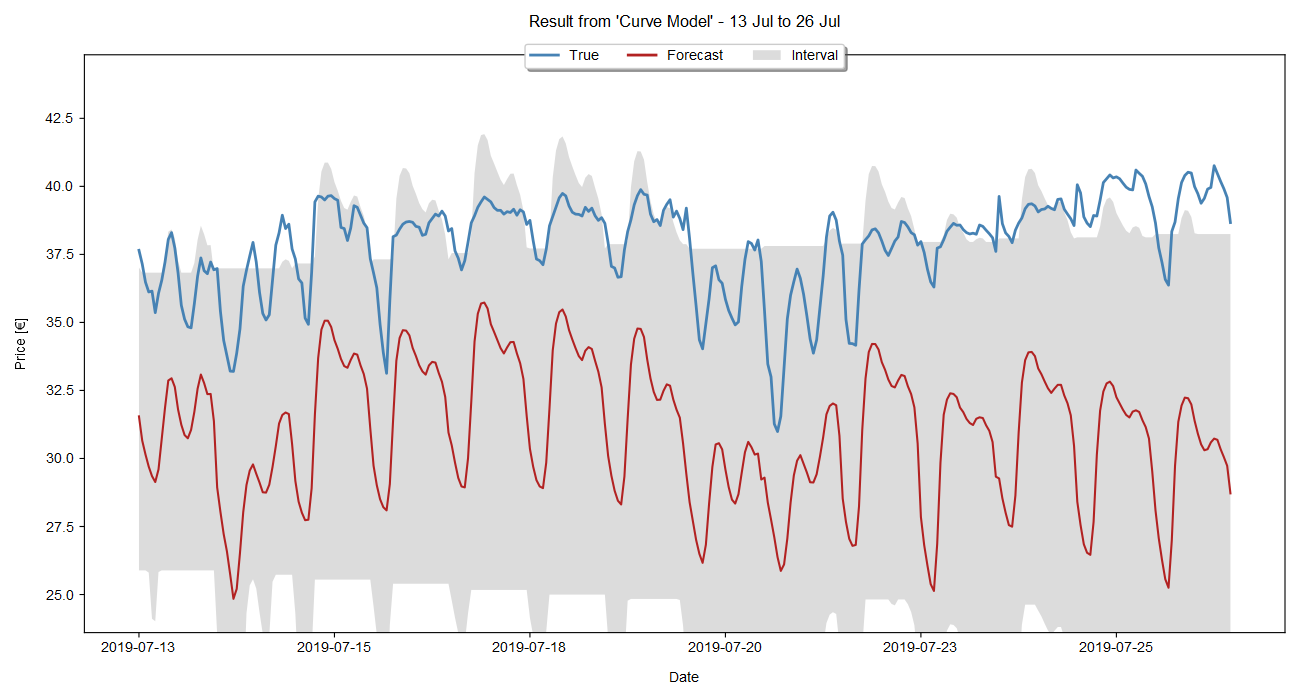 Result from 'Curve Model' - 13 Jul to 26 Jul
True Forecast Interval
42.5
40.0
37.5
35.0
32.5
30.0
27.5
25.0
Price [€]
2019-07-13 2019-07-15 2019-07-18 2019-07-20 2019-07-23 2019-07-25
Date